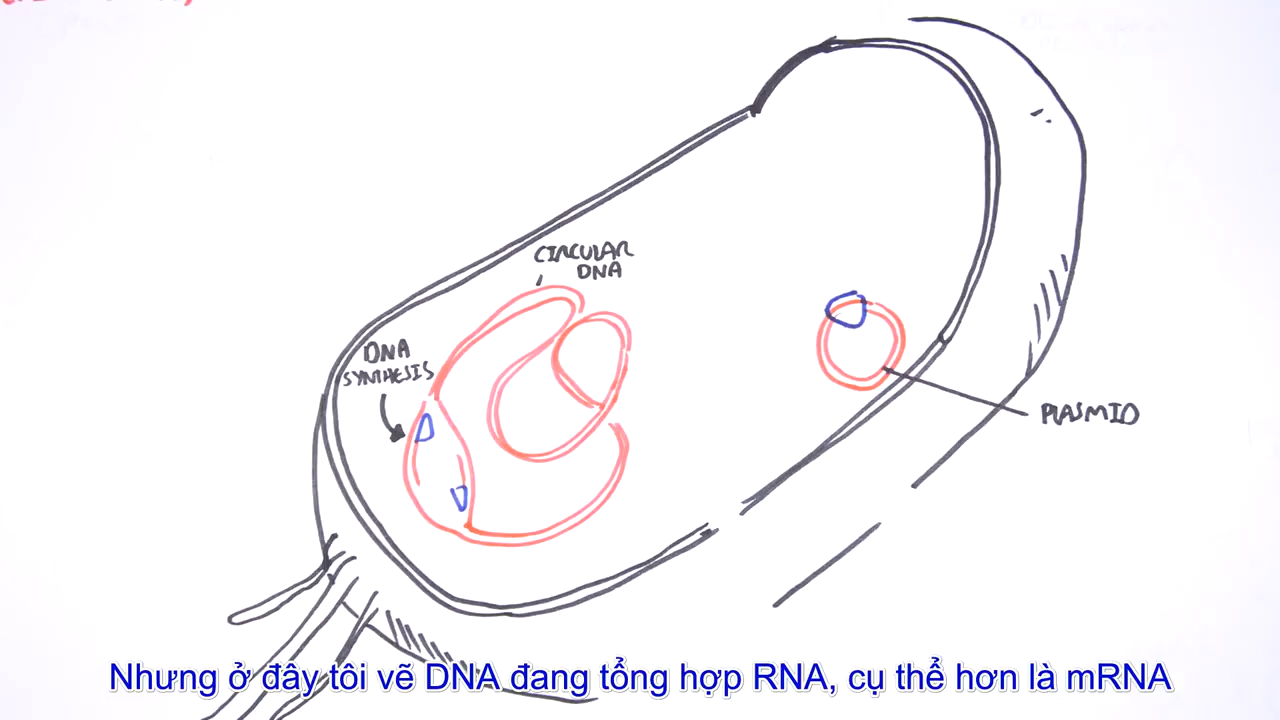 CIRCULAR
DNA
DNA
SYNTHESIS
PLASMID
Nhưng ở đây tôi vẽ DNA đang tổng hợp RNA, cụ thể hơn là mRNA